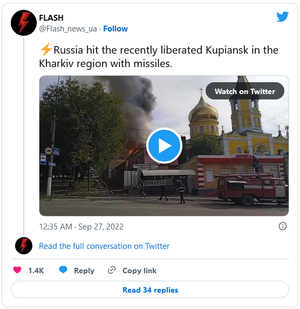 FLASH
@Flash_news_ua · Follow
⚡Russia hit the recently liberated Kupiansk in the
Kharkiv region with missiles.
Watch on Twitter
12:35 AM · Sep 27, 2022
Read the full conversation on Twitter
1.4K Reply Copy link
Read 34 replies